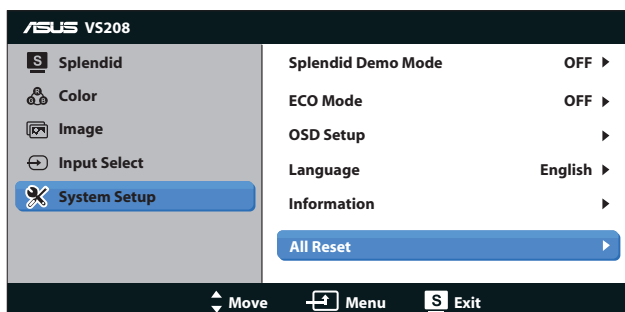 ASUS VS208
S Splendid
Color
Image
Input Select
System Setup
Splendid Demo Mode OFF
ECO Mode OFF
OSD Setup
Language English
Information
All Reset
Move Menu S Exit